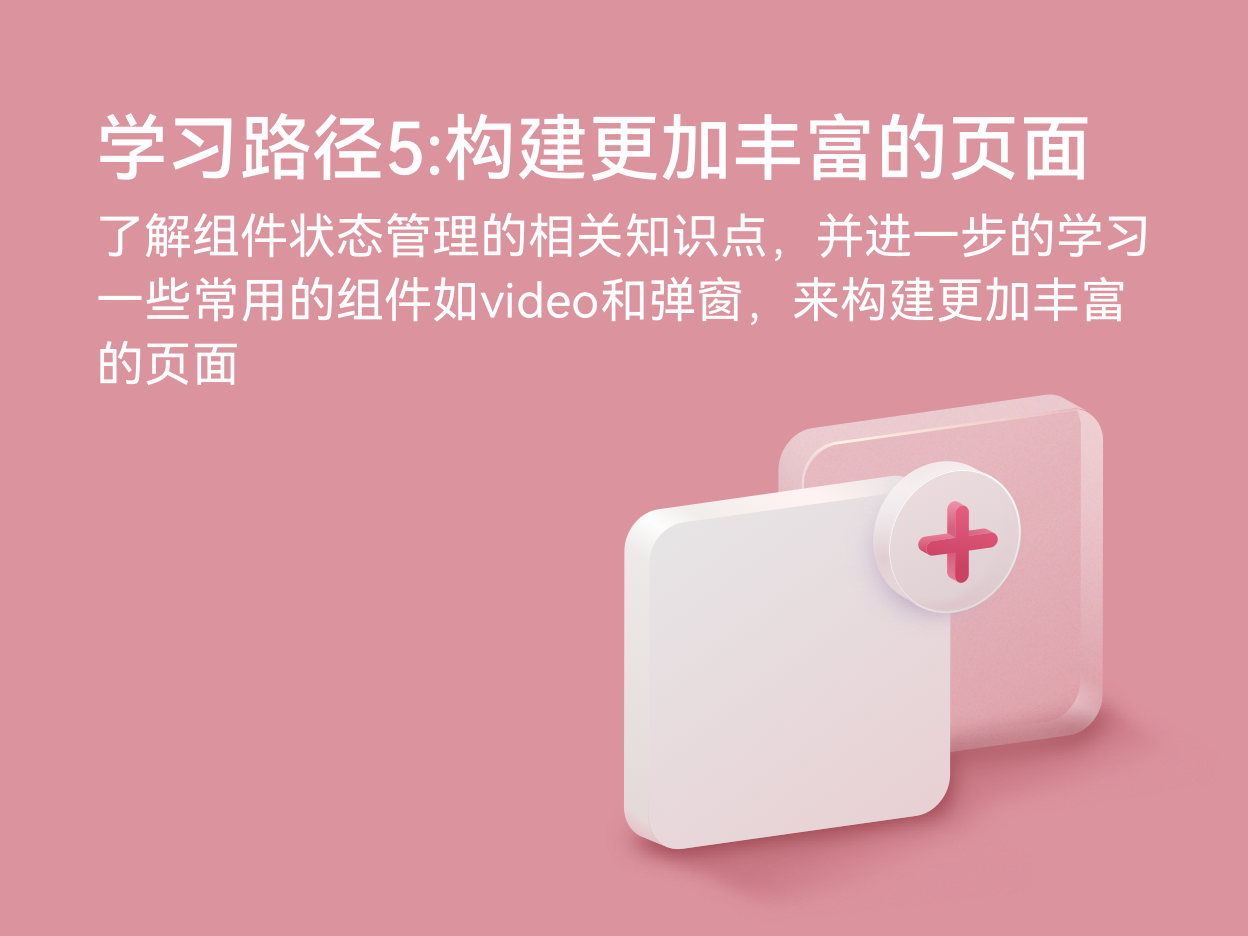 学习路径5:构建更加丰富的页面
了解组件状态管理的相关知识点，并进一步的学习
一些常用的组件如video和弹窗，来构建更加丰富
的页面